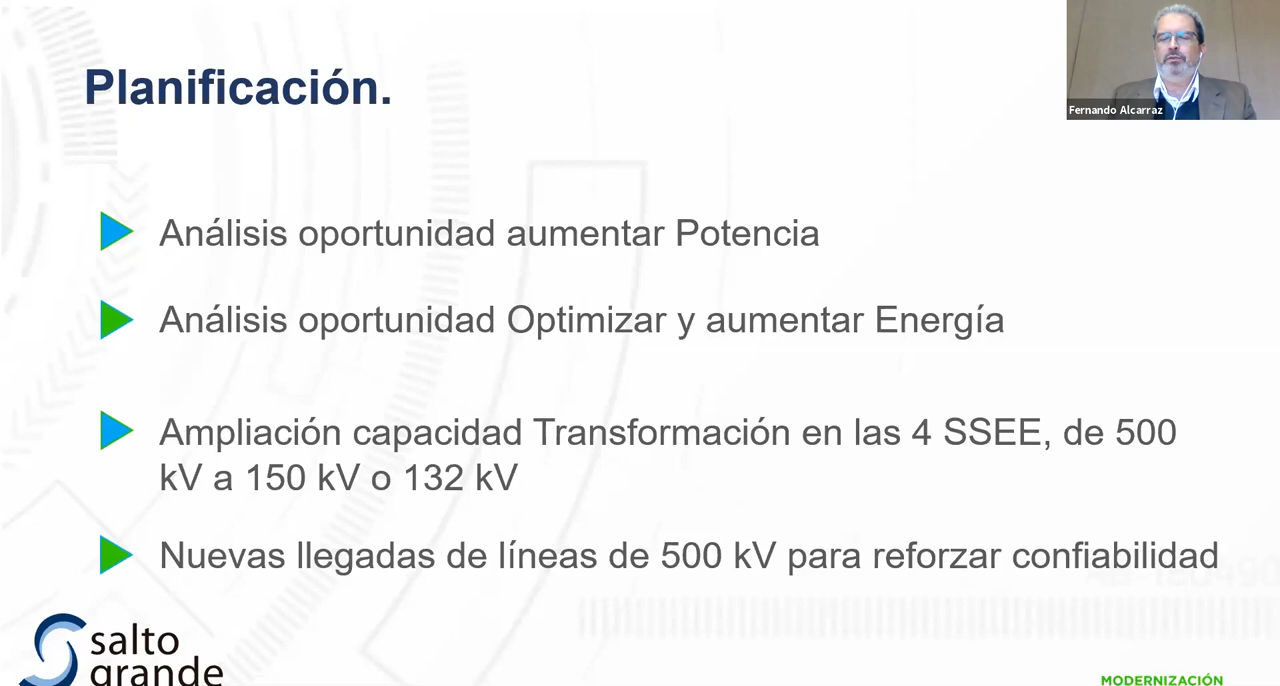 Planificación.
Fernando Alcarraz
Análisis oportunidad aumentar Potencia
Análisis oportunidad Optimizar y aumentar Energía
Ampliación capacidad Transformación en las 4 SSEE, de 500
kV a 150 kV o 132 kV
Nuevas llegadas de líneas de 500 kV para reforzar confiabilidad
salto
grande
MODERNIZACIÓN